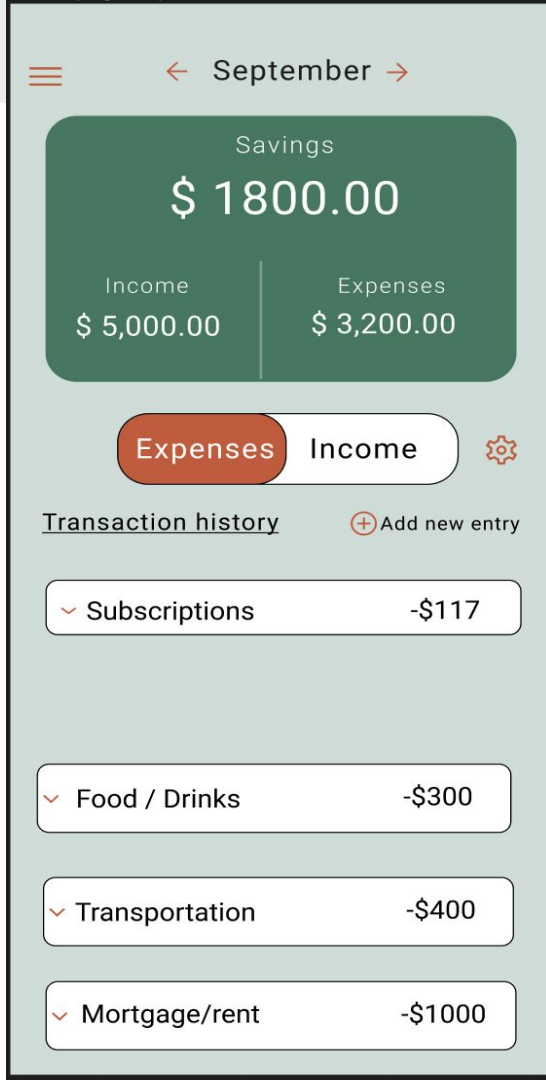 September
Savings
$ 1800.00
Income Expenses
$ 5,000.00 $ 3,200.00
Expenses Income
Transaction history Add new entry
Subscriptions -$117
Food / Drinks -$300
Transportation -$400
Mortgage/rent -$1000